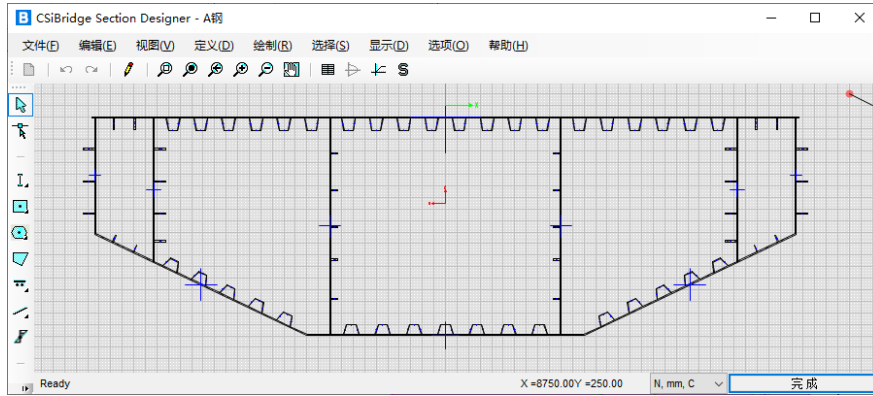 B CSiBridge Section Designer - A钢
文件(F) 编辑(E) 视图(V) 定义(D) 绘制(R) 选择(S) 显示(D) 选项(O) 帮助(H)
Ready X =8750.00Y =250.00 N, mm, C 完成